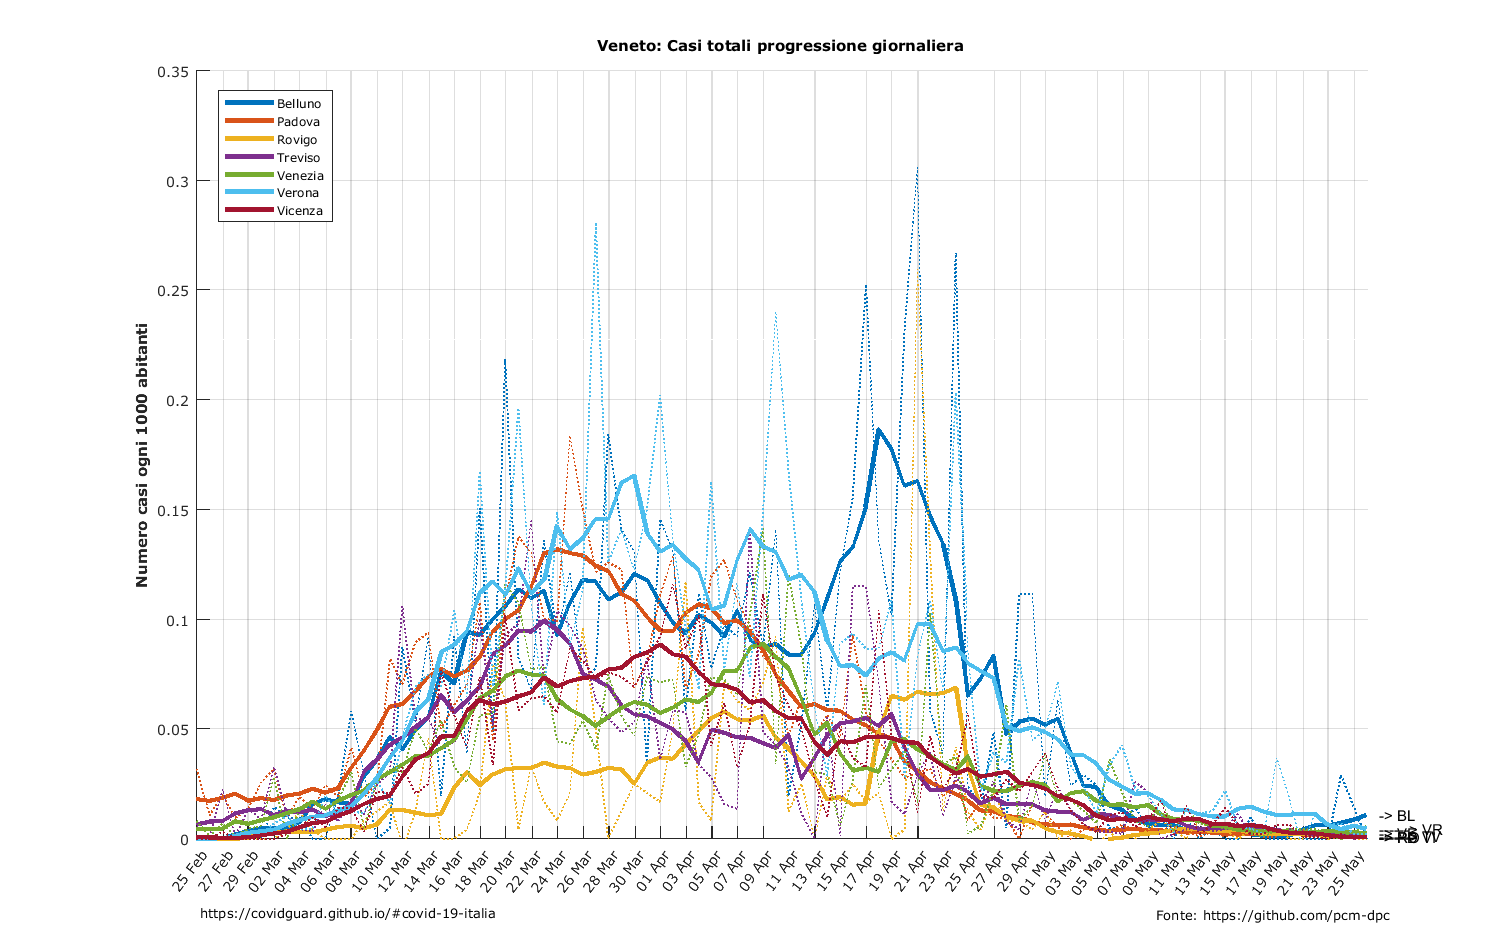 Veneto: Casi totali progressione giornaliera
Numero casi ogni 1000 abitanti
0.35
0.3
0.25
0.2
0.15
0.1
0.05
0
Belluno
Padova
Rovigo
Treviso
Venezia
Verona
Vicenza
25 Feb
27 Feb
29 Feb
02 Mar
04 Mar
06 Mar
08 Mar
10 Mar
12 Mar
14 Mar
16 Mar
18 Mar
20 Mar
22 Mar
24 Mar
26 Mar
28 Mar
30 Mar
01 Apr
03 Apr
05 Apr
07 Apr
09 Apr
11 Apr
13 Apr
15 Apr
17 Apr
19 Apr
21 Apr
23 Apr
25 Apr
27 Apr
29 Apr
01 May
03 May
05 May
07 May
09 May
11 May
13 May
15 May
17 May
19 May
21 May
23 May
25 May
-> BL
VR
https://covidguard.github.io/#covid-19-italia
Fonte: https://github.com/pcm-dpc